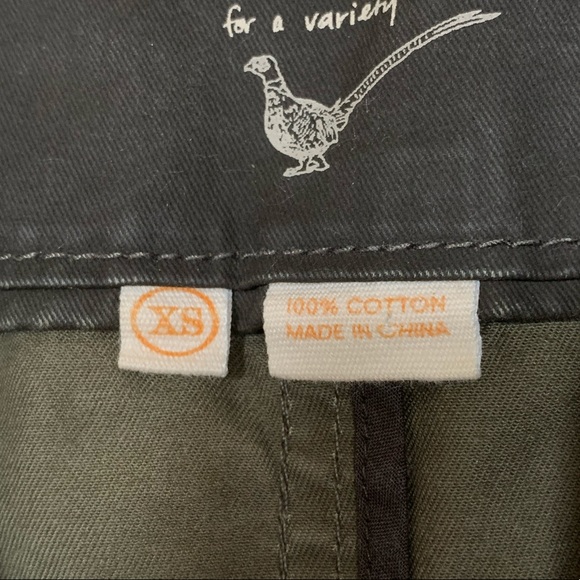 for a variety
XS
100% COTTON
MADE IN CHINA